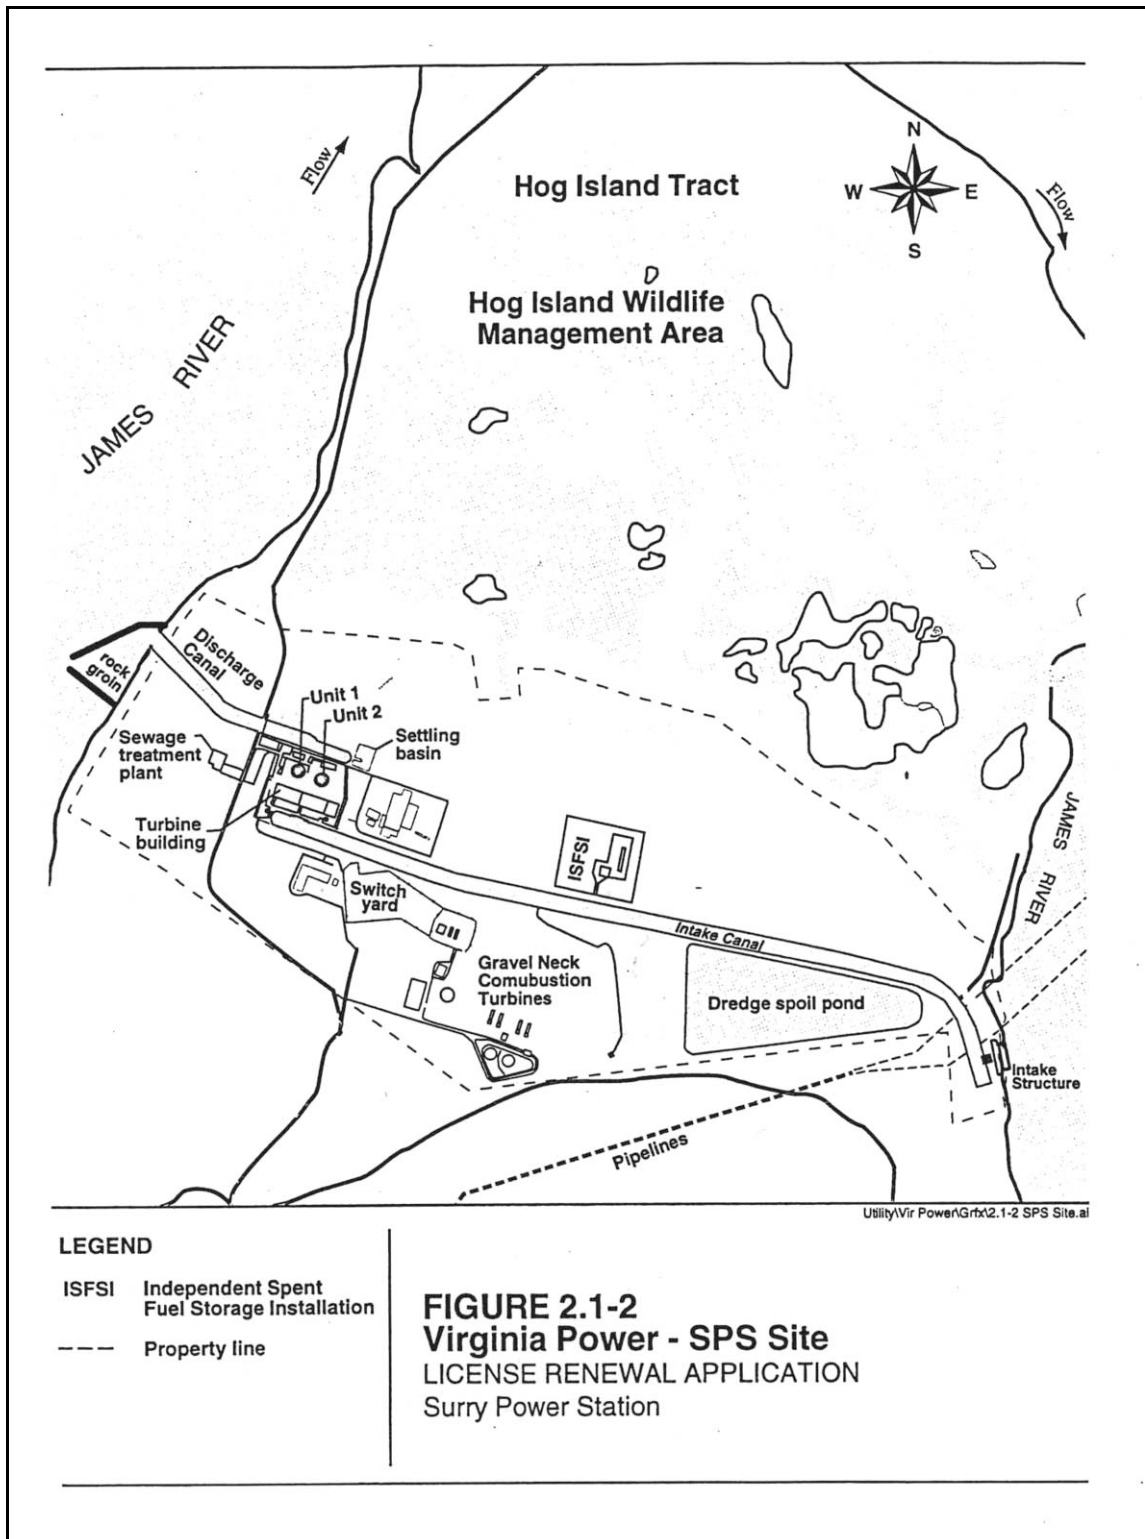 Flow
N
W
E
S
Flow
Hog Island Tract
Hog Island Wildlife
Management Area
JAMES RIVER
Discharge
Canal
rock
groin
Unit 1
Unit 2
Settling
basin
Sewage
treatment
plant
Turbine
building
ISFSI
JAMES RIVER
Switch
yard
Intake Canal
Gravel Neck
Comubustion
Turbines
Dredge spoil pond
Intake
Structure
Pipelines
Utility\Vir Power\Grfx\2.1-2 SPS Site.ai
LEGEND
ISFSI Independent Spent
Fuel Storage Installation
Property line
FIGURE 2.1-2
Virginia Power - SPS Site
LICENSE RENEWAL APPLICATION
Surry Power Station